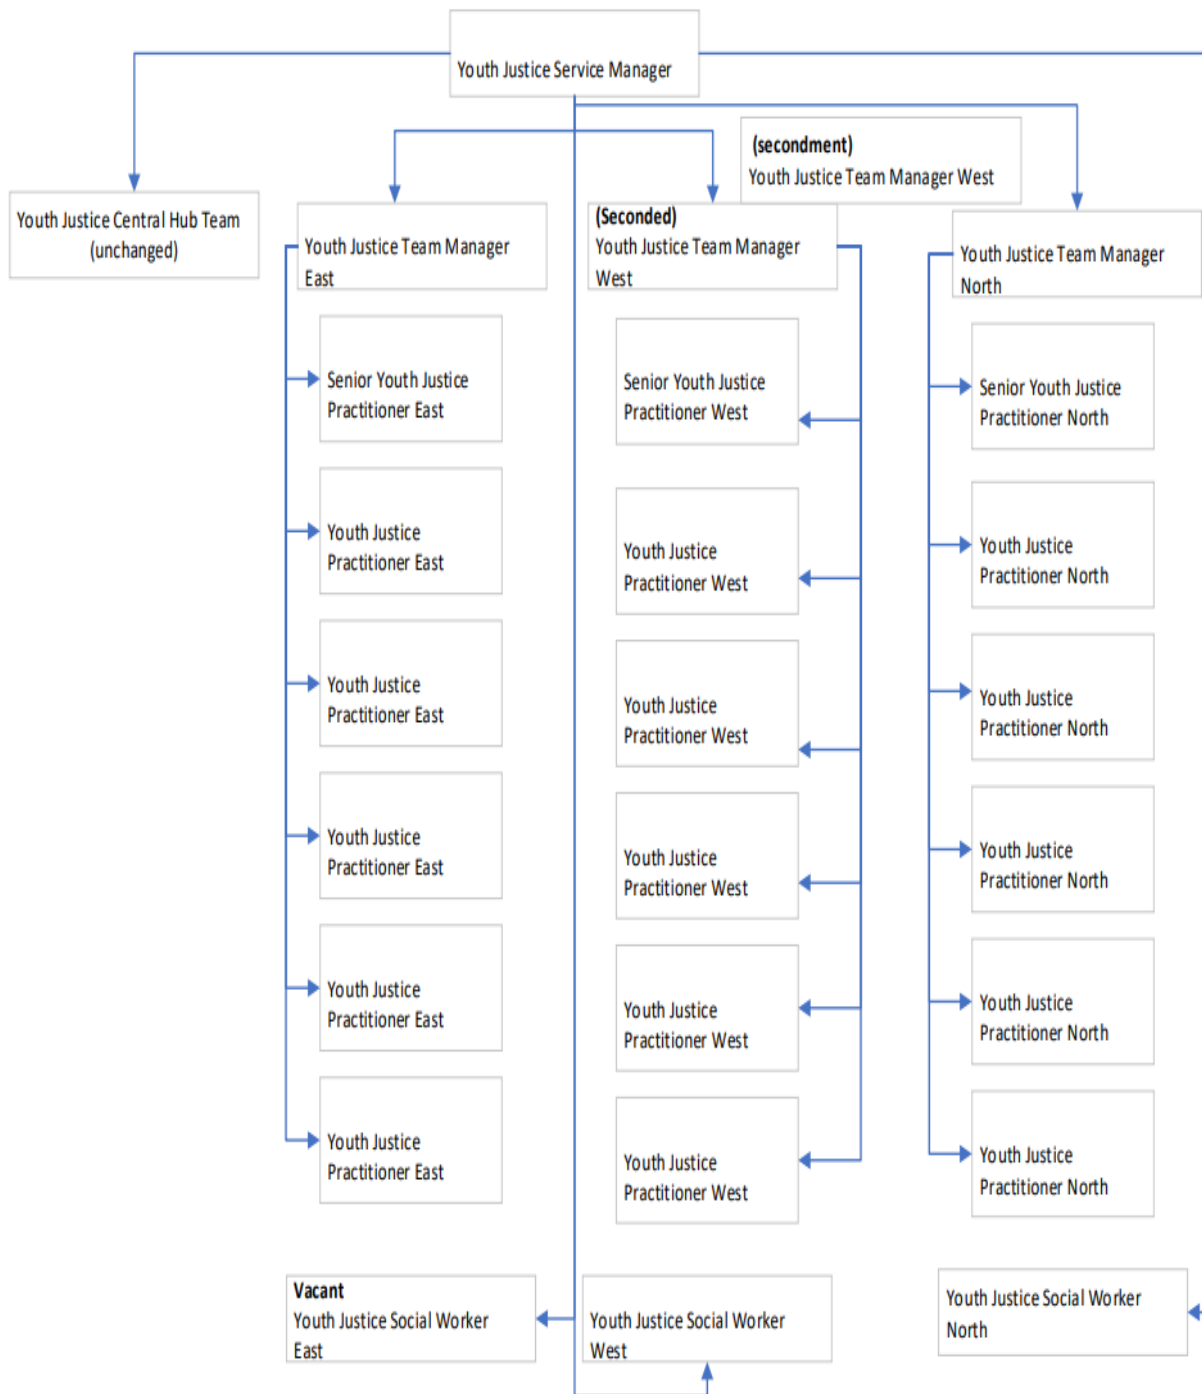 Youth Justice Service Manager
(secondment)
Youth Justice Team Manager West
Youth Justice Central Hub Team
(unchanged)
Youth Justice Team Manager
East
(Seconded)
Youth Justice Team Manager
West
Youth Justice Team Manager
North
Senior Youth Justice
Practitioner East
Youth Justice
Practitioner East
Youth Justice
Practitioner East
Youth Justice
Practitioner East
Youth Justice
Practitioner East
Youth Justice
Practitioner East
Senior Youth Justice
Practitioner West
Youth Justice
Practitioner West
Youth Justice
Practitioner West
Youth Justice
Practitioner West
Youth Justice
Practitioner West
Youth Justice
Practitioner West
Senior Youth Justice
Practitioner North
Youth Justice
Practitioner North
Youth Justice
Practitioner North
Youth Justice
Practitioner North
Youth Justice
Practitioner North
Youth Justice
Practitioner North
Vacant
Youth Justice Social Worker
East
Youth Justice Social Worker
West
Youth Justice Social Worker
North